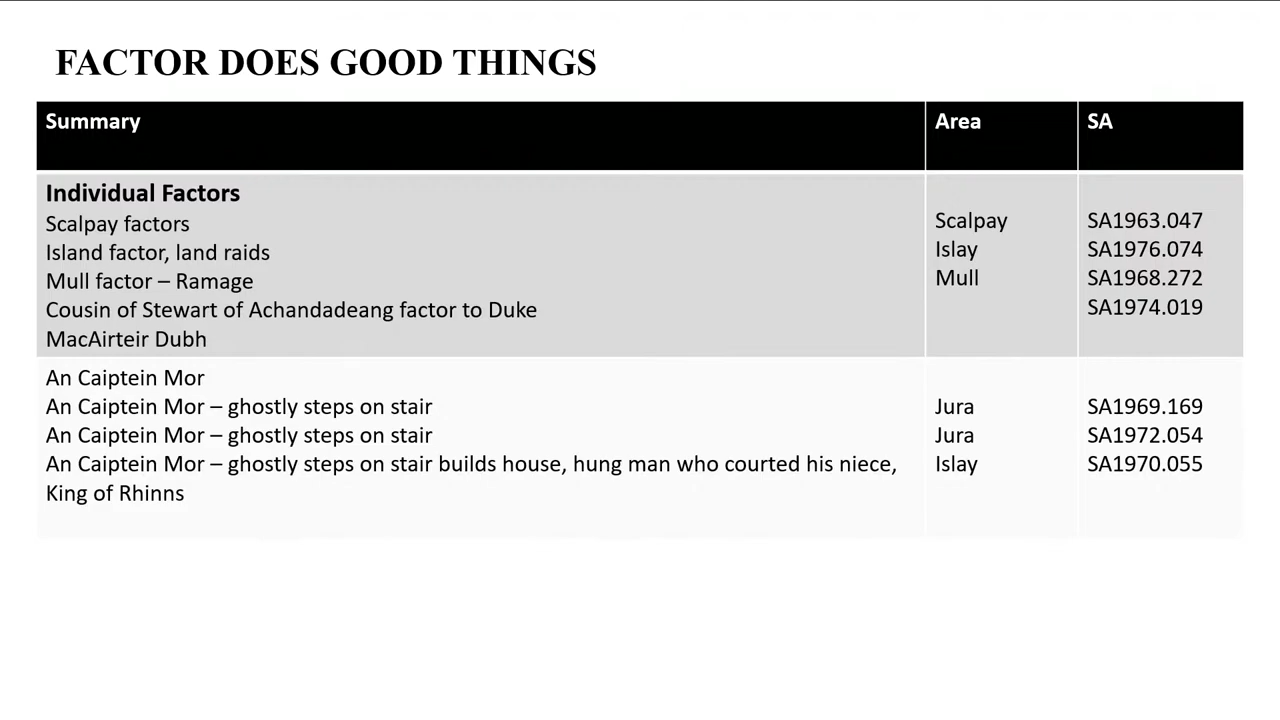 FACTOR DOES GOOD THINGS
Summary Area SA
Individual Factors
Scalpay factors Scalpay SA1963.047
Island factor, land raids Islay SA1976.074
Mull factor – Ramage Mull SA1968.272
Cousin of Stewart of Achandadeang factor to Duke SA1974.019
MacAirteir Dubh
An Caiptein Mor
An Caiptein Mor – ghostly steps on stair Jura SA1969.169
An Caiptein Mor – ghostly steps on stair Jura SA1972.054
An Caiptein Mor – ghostly steps on stair builds house, hung man who courted his niece, Islay SA1970.055
King of Rhinns